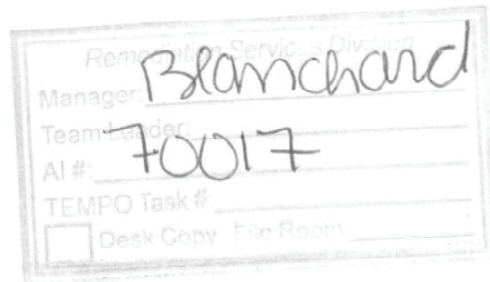 Remediation Services Division
Manager: Blanchard
Team Leader:
AI #: 70017
TEMPO Task #:
Desk Copy File Room: